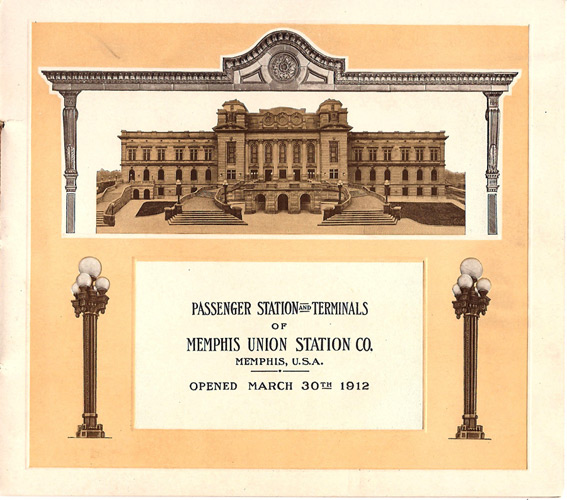 PASSENGER STATION AND TERMINALS
OF
MEMPHIS UNION STATION CO.
MEMPHIS, U.S.A.
OPENED MARCH 30TH 1912